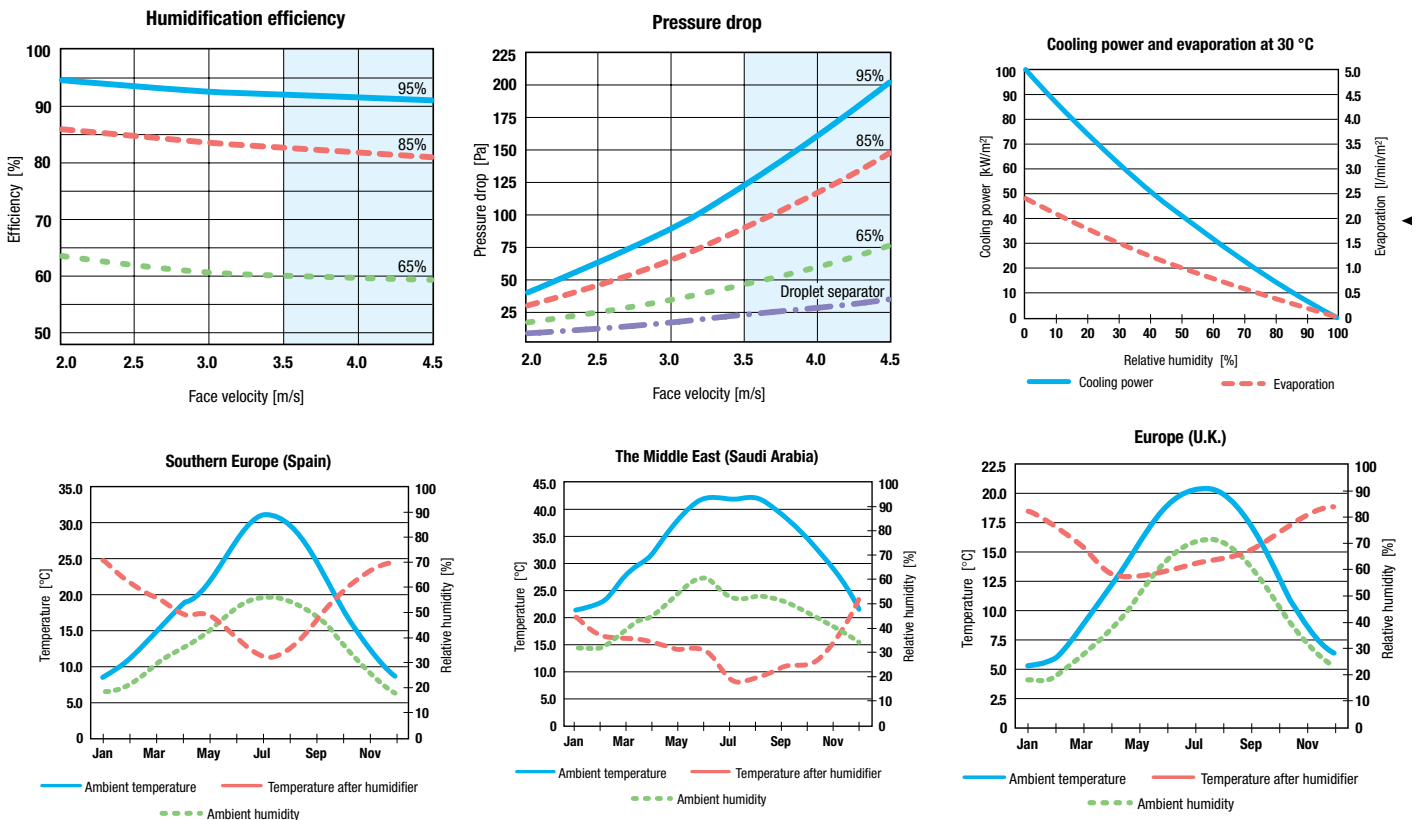 Humidification efficiency
100
90
80
70
60
50
Efficiency [%]
95%
85%
65%
2.0 2.5 3.0 3.5 4.0 4.5
Face velocity [m/s]
Pressure drop
225
200
175
150
125
100
75
50
25
Pressure drop [Pa]
95%
85%
65%
Droplet separator
2.0 2.5 3.0 3.5 4.0 4.5
Face velocity [m/s]
Cooling power and evaporation at 30 °C
100 5.0
90 4.5
80 4.0
70 3.5
60 3.0
50 2.5
40 2.0
30 1.5
20 1.0
10 0.5
0 0
Cooling power [kW/m²]
Evaporation [l/min/m²]
0 10 20 30 40 50 60 70 80 90 100
Relative humidity [%]
Cooling power Evaporation
Southern Europe (Spain)
35.0
30.0
25.0
20.0
15.0
10.0
5.0
0
Temperature [°C]
100
90
80
70
60
50
40
30
20
10
0
Relative humidity [%]
Jan Mar May Jul Sep Nov
Ambient temperature Temperature after humidifier
Ambient humidity
The Middle East (Saudi Arabia)
45.0
40.0
35.0
30.0
25.0
20.0
15.0
10.0
5.0
0
Temperature [°C]
100
90
80
70
60
50
40
30
20
10
0
Relative humidity [%]
Jan Mar May Jul Sep Nov
Ambient temperature Temperature after humidifier
Ambient humidity
Europe (U.K.)
22.5
20.0
17.5
15.0
12.5
10.0
7.5
5.0
2.5
0
Temperature [°C]
100
90
80
70
60
50
40
30
20
10
0
Relative humidity [%]
Jan Mar May Jul Sep Nov
Ambient temperature Temperature after humidifier
Ambient humidity